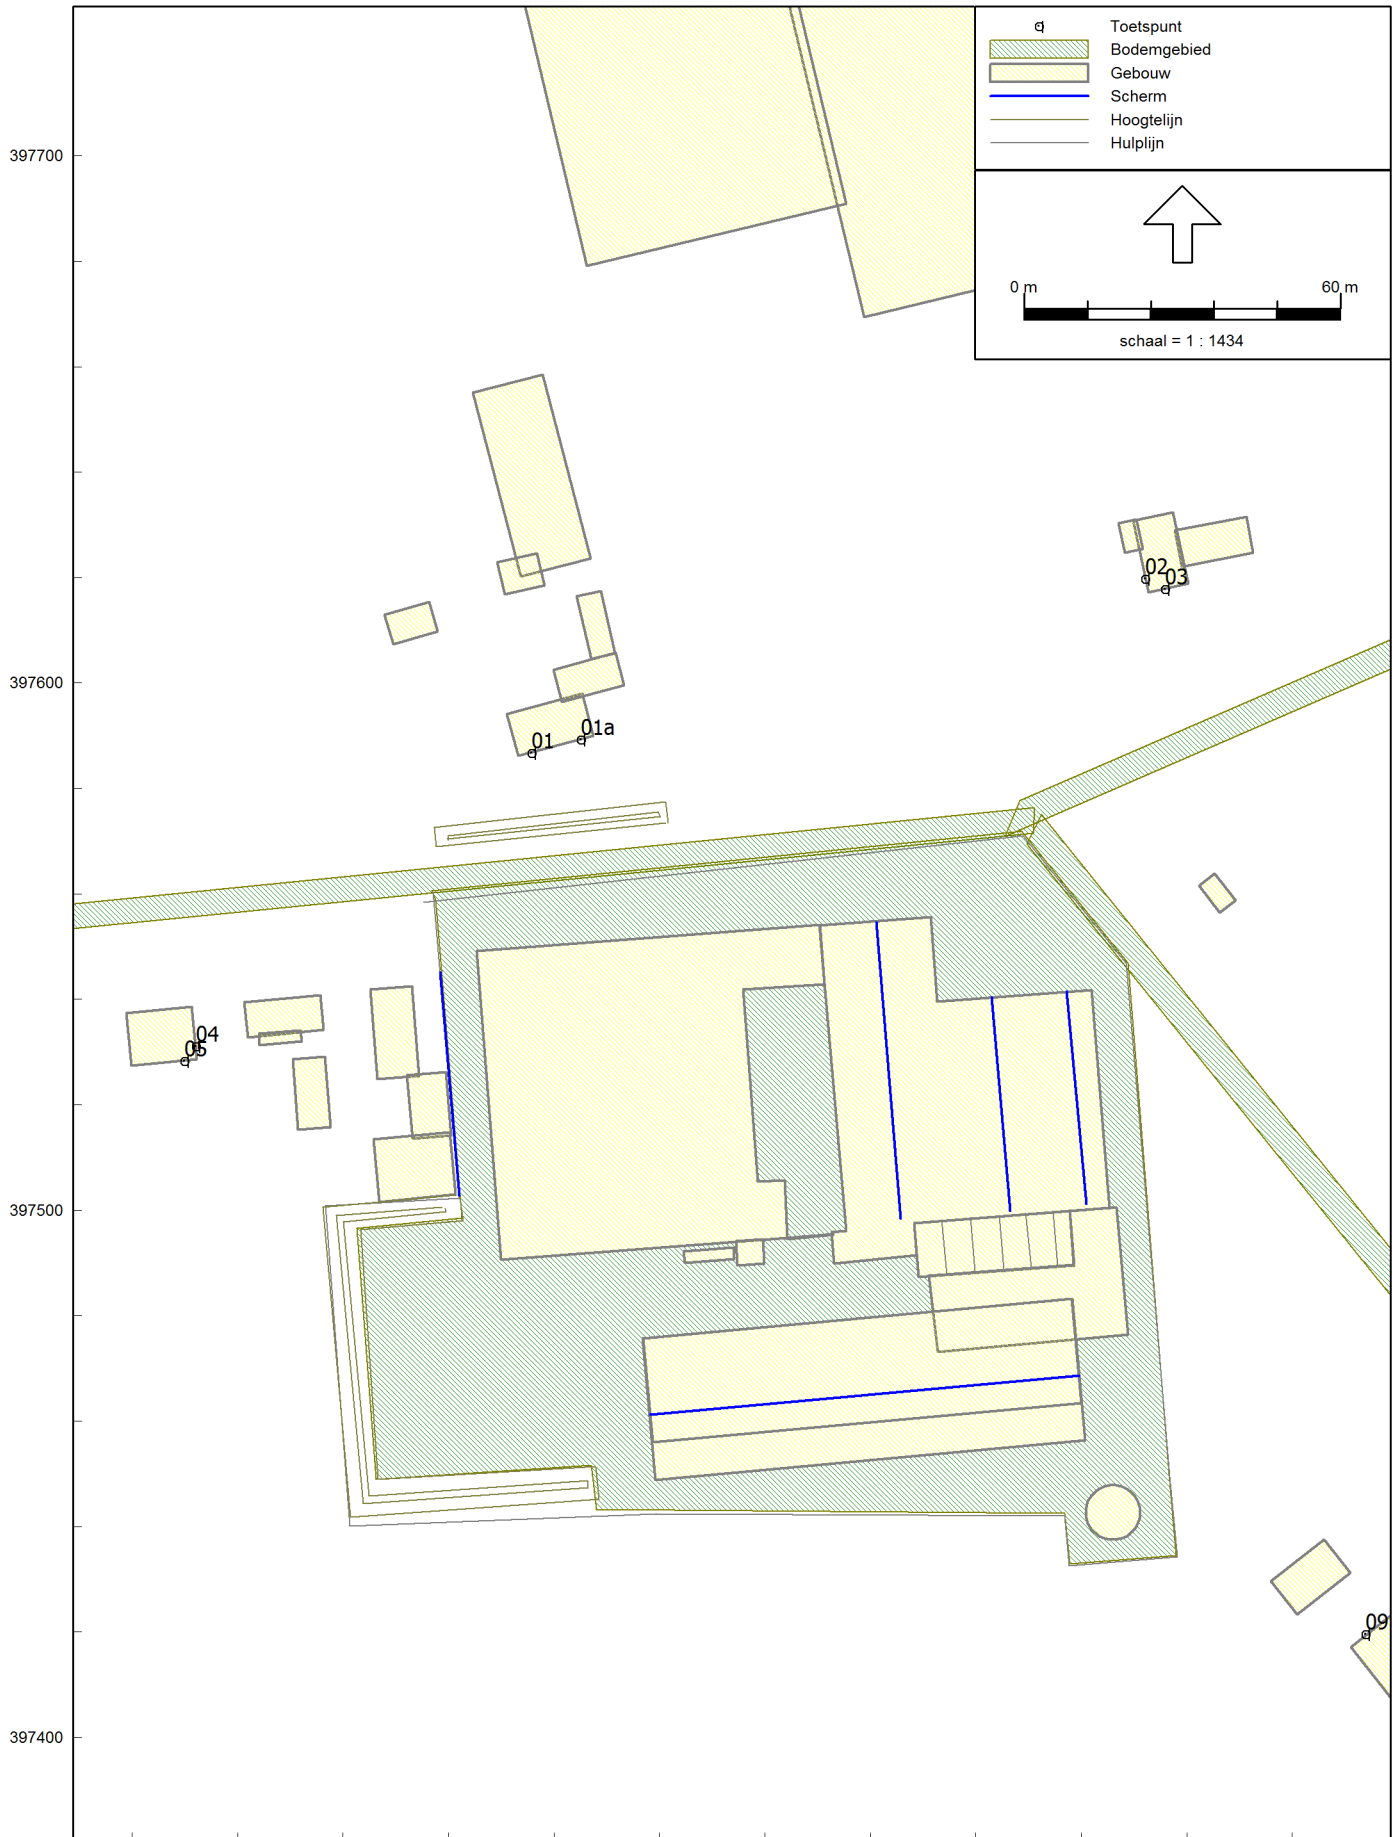 Toetspunt
Bodemgebied
Gebouw
Scherm
Hoogtelijn
Hulplijn
0 m 60 m
schaal = 1 : 1434
397700
397600
397500
397400
02
03
01
01a
04
05
09